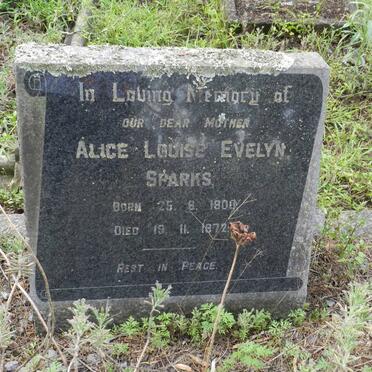 In Loving Memory of
OUR DEAR MOTHER
ALICE LOUISE EVELYN
SPARKS
BORN 25. 8.
DIED 19. 11.
REST IN PEACE.